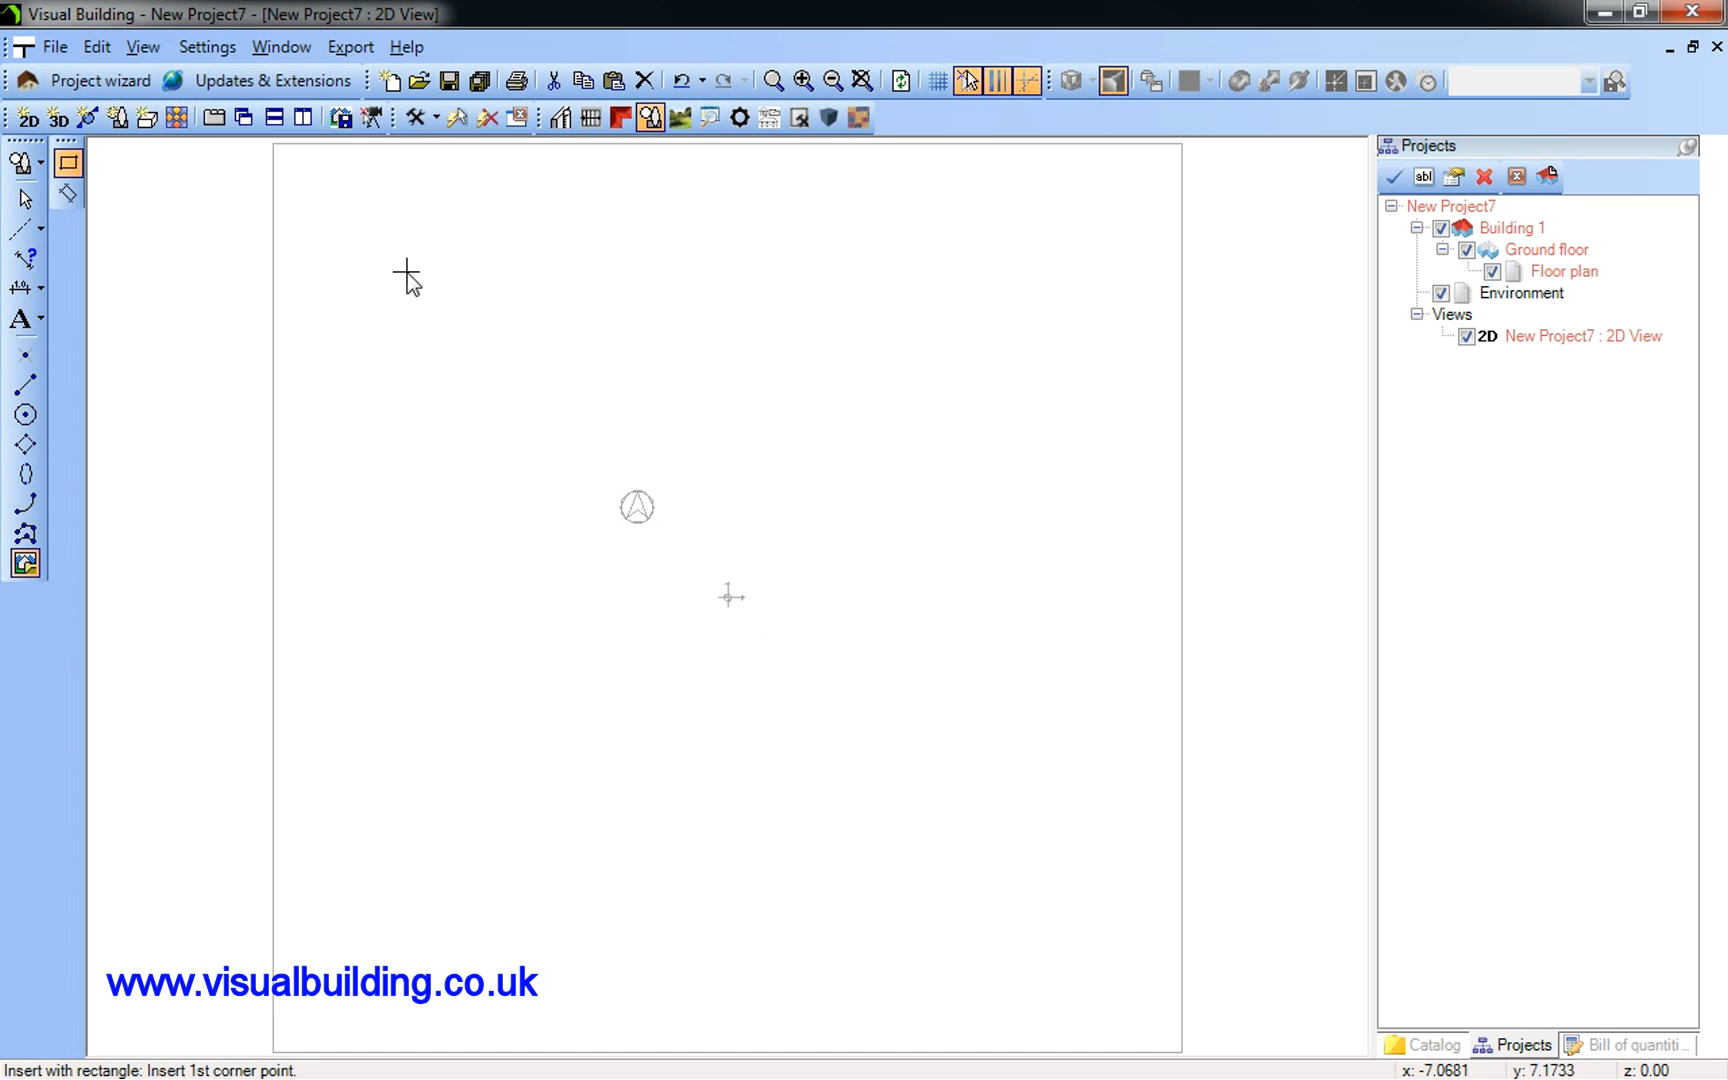 Visual Building - New Project7 - [New Project7 : 2D View]
File Edit View Settings Window Export Help
Project wizard Updates & Extensions
2D 3D
abl
A
Projects
New Project7
Building 1
Ground floor
Floor plan
Environment
Views
2D New Project7 : 2D View
www.visualbuilding.co.uk
Catalog Projects Bill of quantiti...
Insert with rectangle: Insert 1st corner point. x: -7.0681 y: 7.1733 z: 0.00